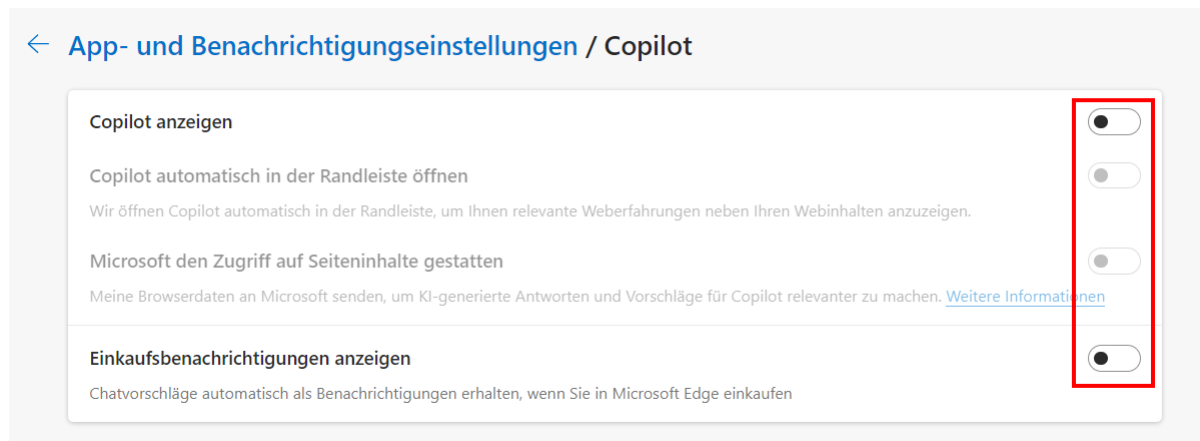 App- und Benachrichtigungseinstellungen / Copilot
Copilot anzeigen
Copilot automatisch in der Randleiste öffnen
Wir öffnen Copilot automatisch in der Randleiste, um Ihnen relevante Weberfahrungen neben Ihren Webinhalten anzuzeigen.
Microsoft den Zugriff auf Seiteninhalte gestatten
Meine Browserdaten an Microsoft senden, um KI-generierte Antworten und Vorschläge für Copilot relevanter zu machen. Weitere Informationen
Einkaufsbenachrichtigungen anzeigen
Chatvorschläge automatisch als Benachrichtigungen erhalten, wenn Sie in Microsoft Edge einkaufen